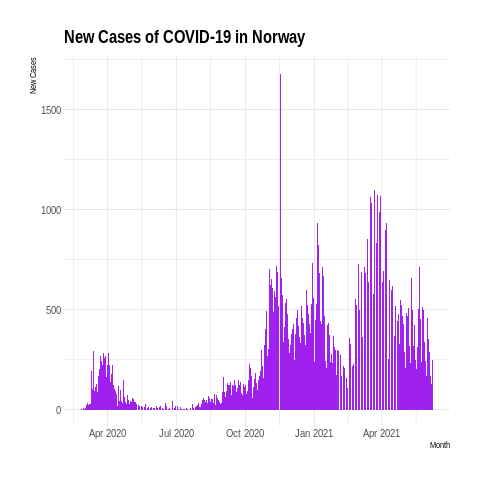 New Cases of COVID-19 in Norway
New Cases
1500
1000
500
0
Apr 2020 Jul 2020 Oct 2020 Jan 2021 Apr 2021
Month